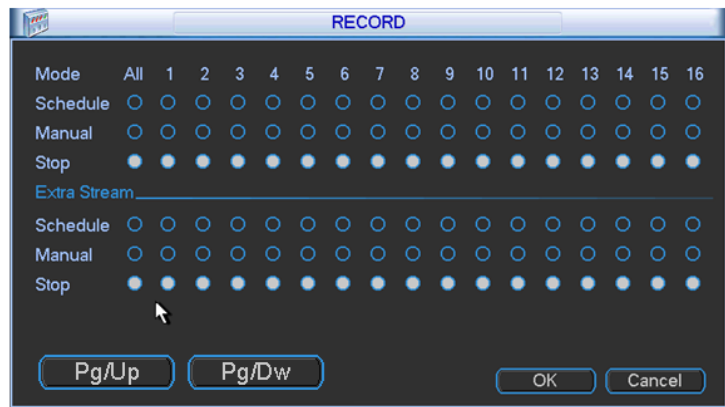 RECORD
Mode All 1 2 3 4 5 6 7 8 9 10 11 12 13 14 15 16
Schedule
Manual
Stop
Extra Stream
Schedule
Manual
Stop
Pg/Up Pg/Dw OK Cancel